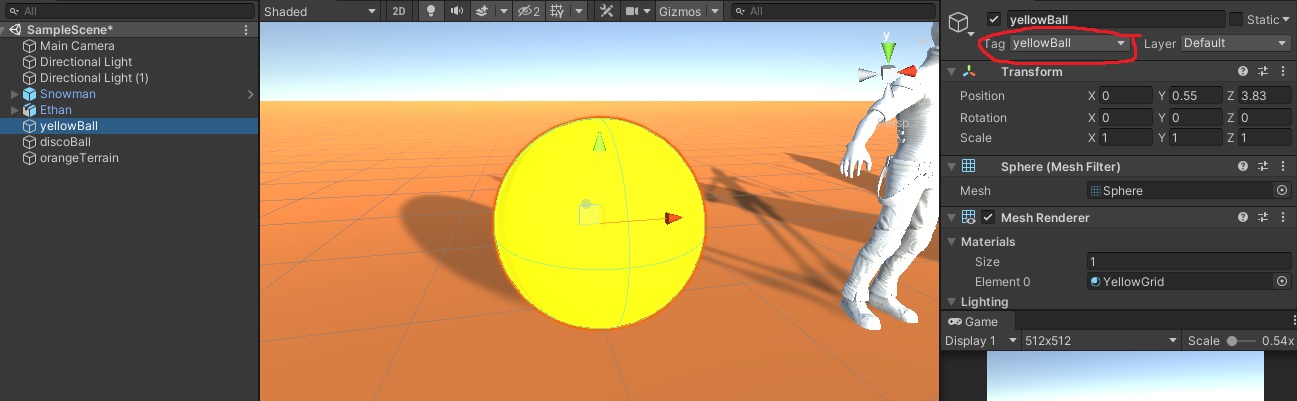 All
Shaded
2D
2
Gizmos
All
SampleScene*
Main Camera
Directional Light
Directional Light (1)
Snowman
Ethan
yellowBall
discoBall
orangeTerrain
y
Persp
yellowBall
Static
Tag yellowBall
Layer Default
Transform
Position X 0 Y 0.55 Z 3.83
Rotation X 0 Y 0 Z 0
Scale X 1 Y 1 Z 1
Sphere (Mesh Filter)
Mesh Sphere
Mesh Renderer
Materials
Size 1
Element 0 YellowGrid
Lighting
Game
Display 1 512x512 Scale 0.54x